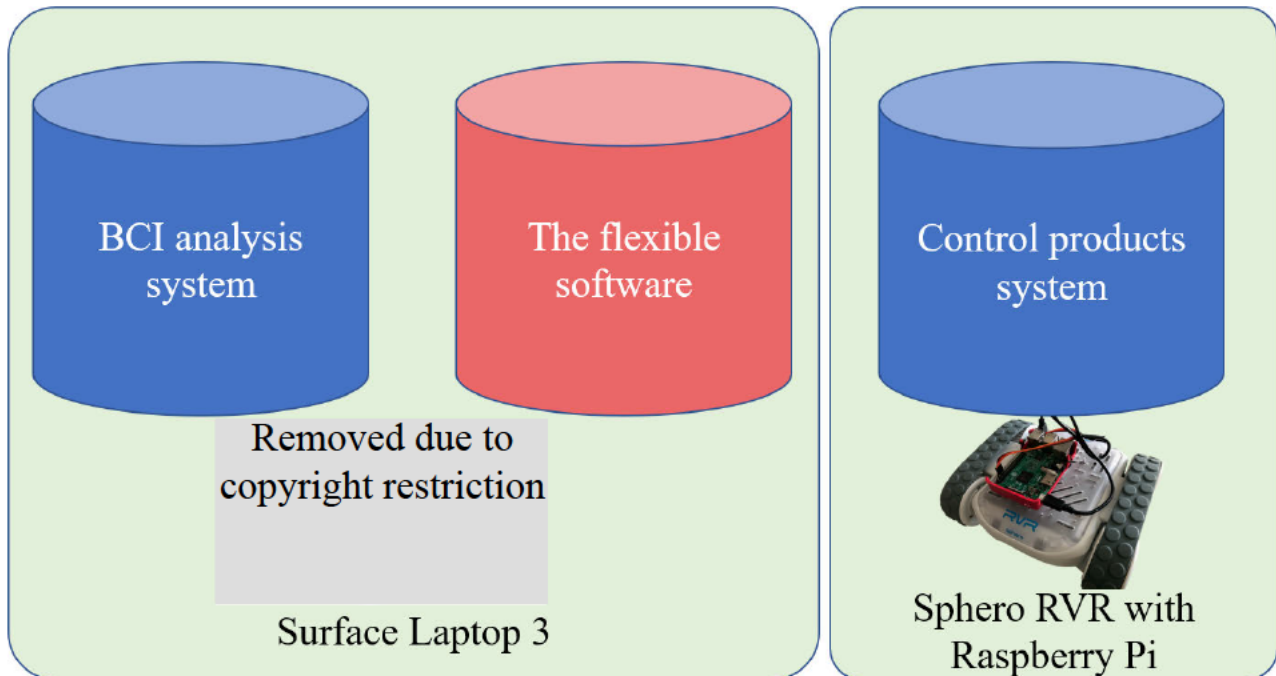 BCI analysis
system
The flexible
software
Control products
system
Removed due to
copyright restriction
Surface Laptop 3
RVR
Sphero RVR with
Raspberry Pi